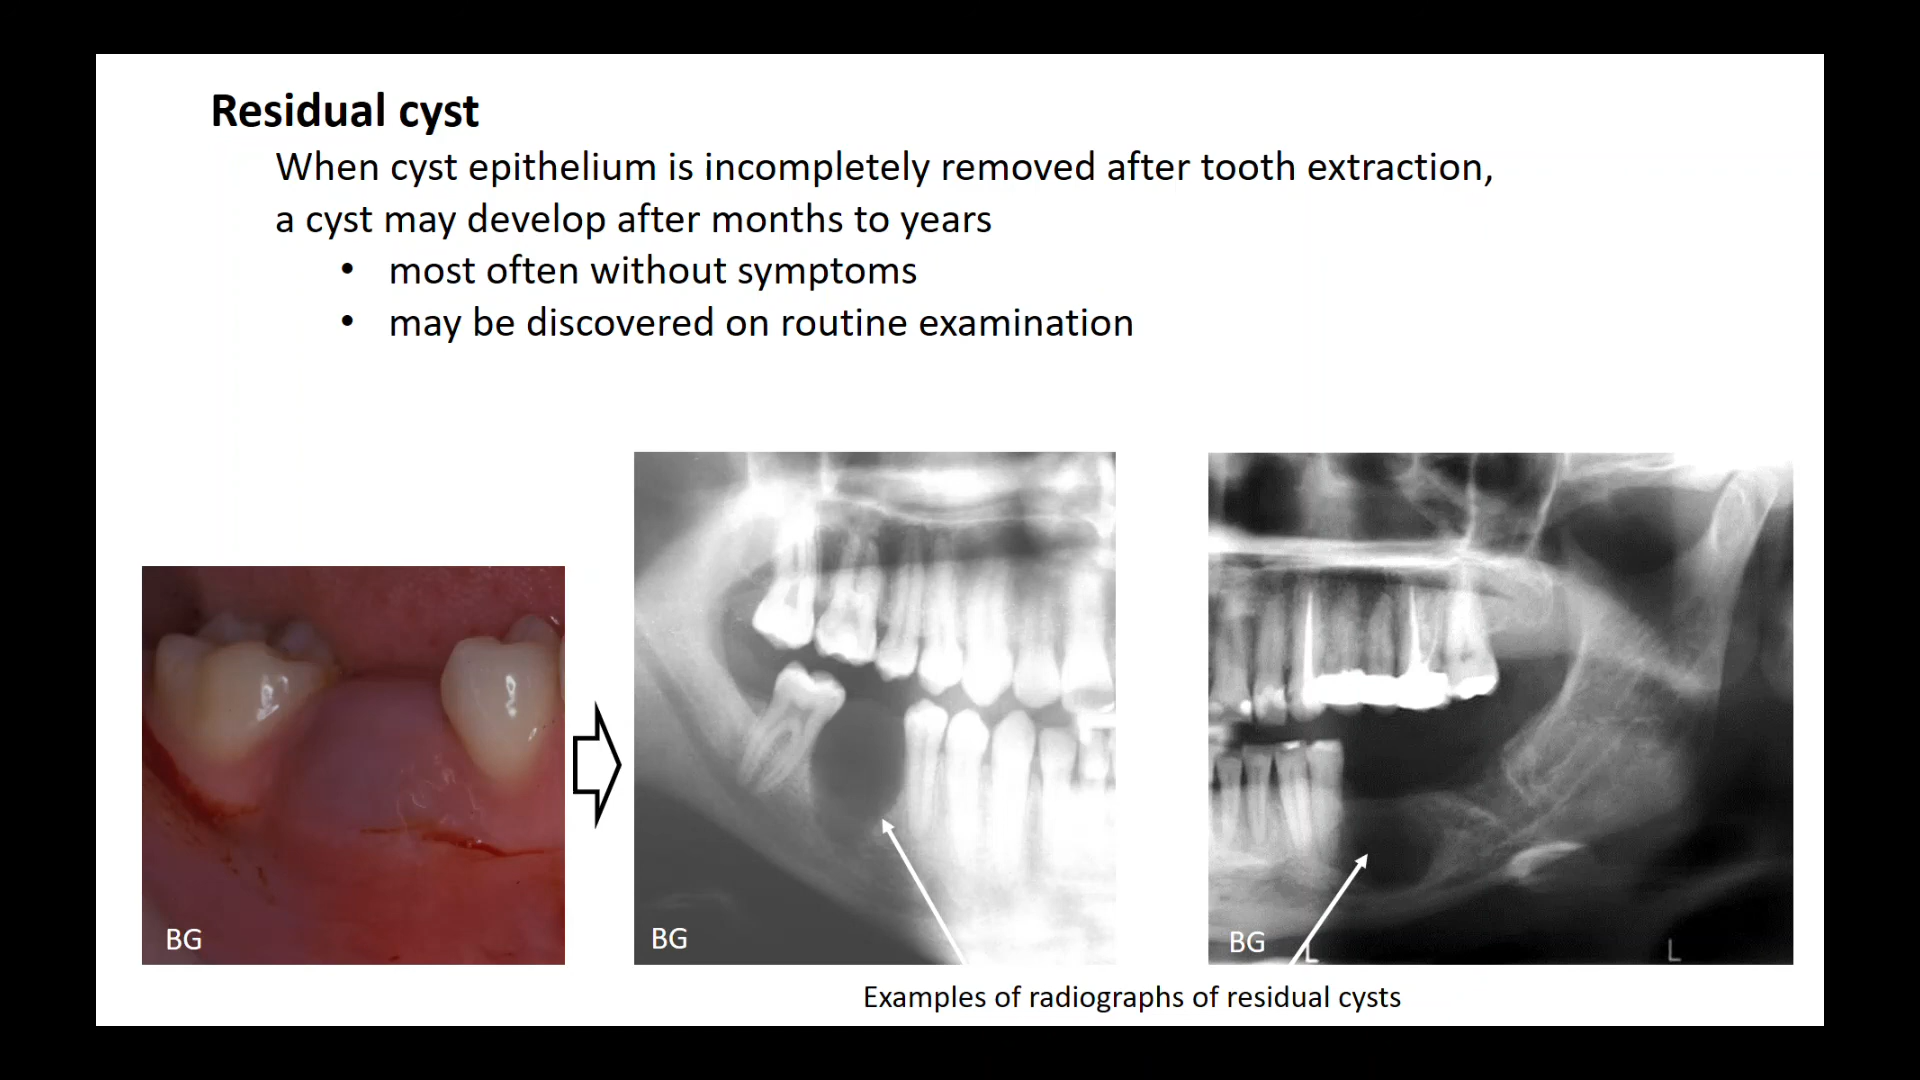 Residual cyst
When cyst epithelium is incompletely removed after tooth extraction,
a cyst may develop after months to years
• most often without symptoms
• may be discovered on routine examination
BG
BG
BG
L
L
Examples of radiographs of residual cysts